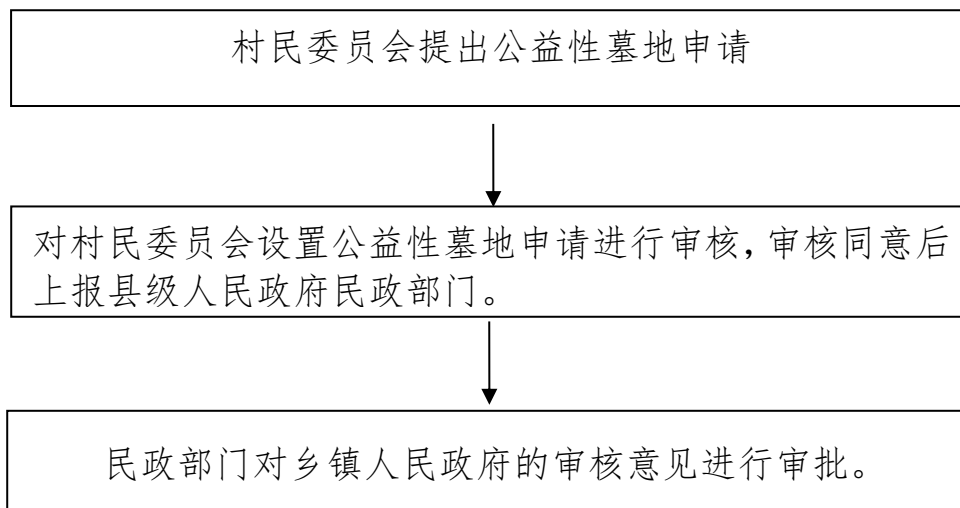 村民委员会提出公益性墓地申请
对村民委员会设置公益性墓地申请进行审核，审核同意后
上报县级人民政府民政部门。
民政部门对乡镇人民政府的审核意见进行审批。